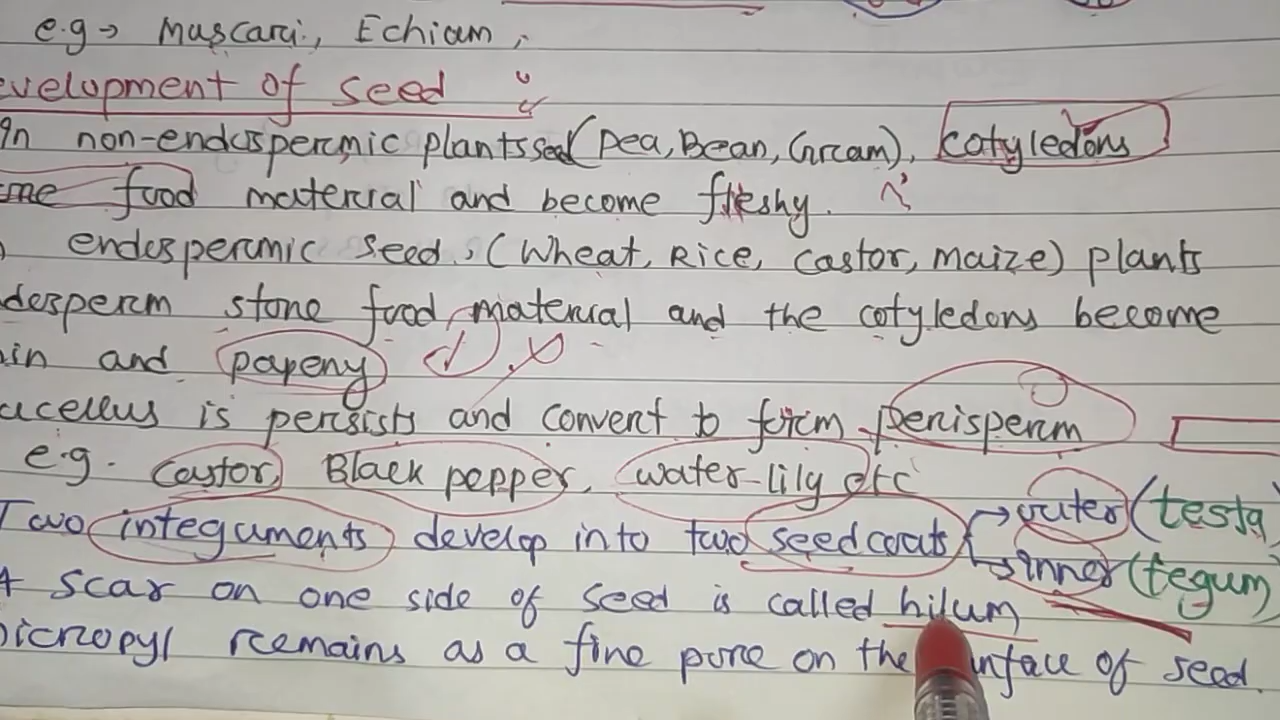 e.g → Muscari, Echium,
evelopment of seed
In non-endospermic plants seed (Pea, Bean, Gram), cotyledons
me food material and become fleshy.
endospermic seed, (Wheat, Rice, Castor, Maize) plants
dosperm store food material and the cotyledons become
in and papery
ucellus is persists and convert to form perisperm
e.g. Castor, Black pepper, water-lily etc
Two integuments develop into two seed coats → outer (testa
→ inner (tegum)
A scar on one side of seed is called hilum
icropyl remains as a fine pore on the urface of seed.